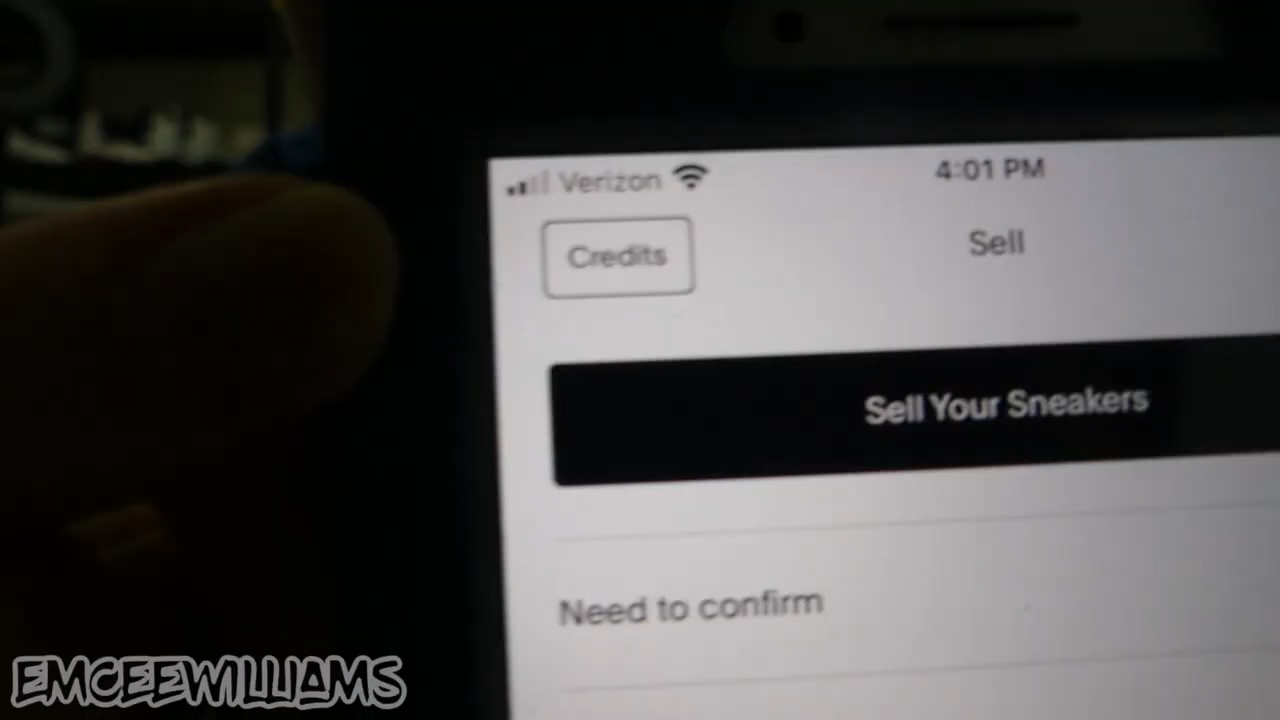 Verizon 4:01 PM
Credits
Sell
Sell Your Sneakers
Need to confirm
EMCEEWILLIAMS